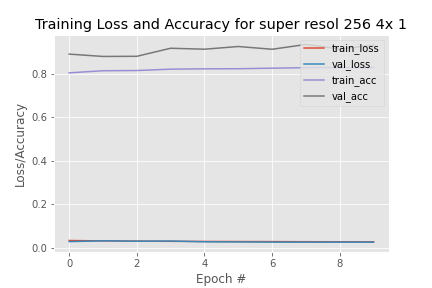 Training Loss and Accuracy for super resol 256 4x 1
train_loss
val_loss
train_acc
val_acc
0.8
0.6
0.4
0.2
0.0
Loss/Accuracy
0 2 4 6 8
Epoch #